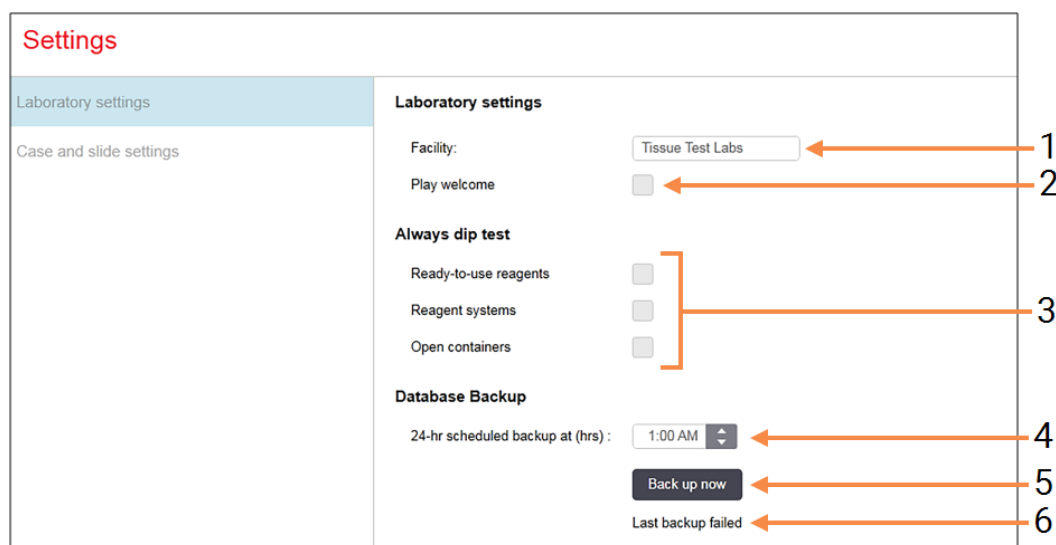 Settings
Laboratory settings
Case and slide settings
Laboratory settings
Facility: Tissue Test Labs 1
Play welcome 2
Always dip test
Ready-to-use reagents
Reagent systems 3
Open containers
Database Backup
24-hr scheduled backup at (hrs) : 1:00 AM 4
Back up now 5
Last backup failed 6